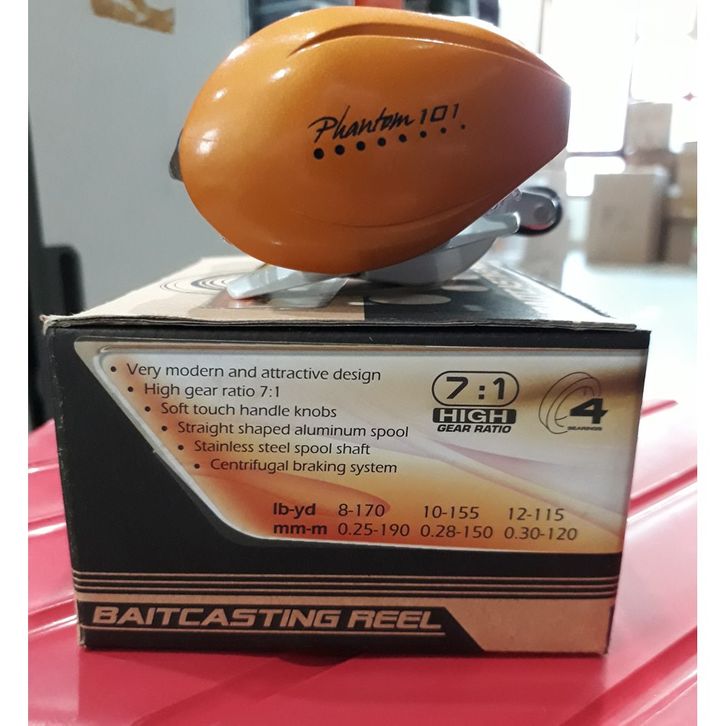 Phantom 101
• Very modern and attractive design
• High gear ratio 7:1
• Soft touch handle knobs
• Straight shaped aluminum spool
• Stainless steel spool shaft
• Centrifugal braking system
7:1
HIGH
GEAR RATIO
4
BEARINGS
lb-yd 8-170 10-155 12-115
mm-m 0.25-190 0.28-150 0.30-120
BAITCASTING REEL